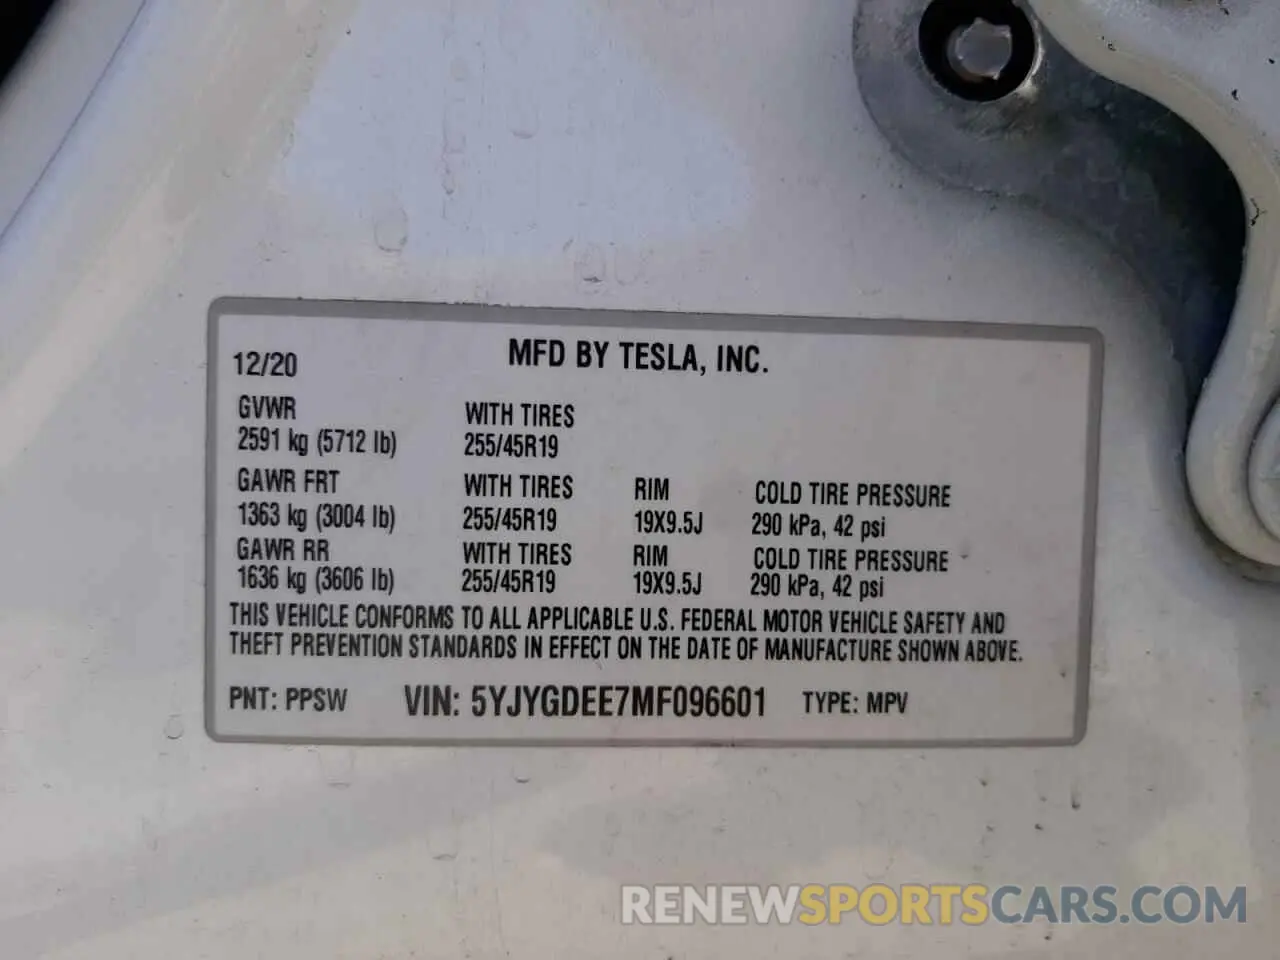 MFD BY TESLA, INC.
12/20
GVWR WITH TIRES
2591 kg (5712 lb) 255/45R19
GAWR FRT WITH TIRES RIM COLD TIRE PRESSURE
1363 kg (3004 lb) 255/45R19 19X9.5J 290 kPa, 42 psi
GAWR RR WITH TIRES RIM COLD TIRE PRESSURE
1636 kg (3606 lb) 255/45R19 19X9.5J 290 kPa, 42 psi
THIS VEHICLE CONFORMS TO ALL APPLICABLE U.S. FEDERAL MOTOR VEHICLE SAFETY AND
THEFT PREVENTION STANDARDS IN EFFECT ON THE DATE OF MANUFACTURE SHOWN ABOVE.
PNT: PPSW VIN: 5YJYGDEE7MF096601 TYPE: MPV
RENEWSPORTSCARS.COM